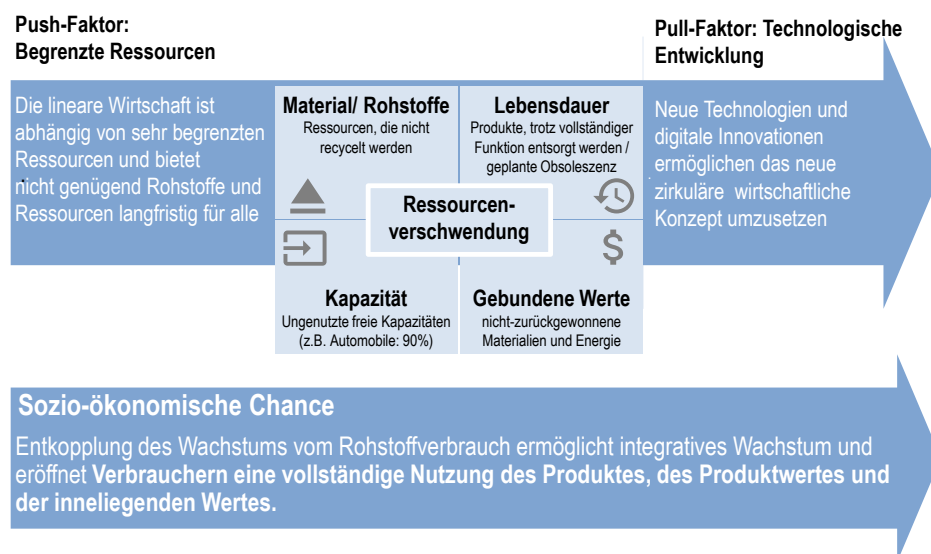 Push-Faktor:
Begrenzte Ressourcen
Pull-Faktor: Technologische
Entwicklung
Die lineare Wirtschaft ist
abhängig von sehr begrenzten
Ressourcen und bietet
nicht genügend Rohstoffe und
Ressourcen langfristig für alle
Material/ Rohstoffe
Ressourcen, die nicht
recycelt werden
Lebensdauer
Produkte, trotz vollständiger
Funktion entsorgt werden /
geplante Obsoleszenz
Ressourcen-
verschwendung
$
Kapazität
Ungenutzte freie Kapazitäten
(z.B. Automobile: 90%)
Gebundene Werte
nicht-zurückgewonnene
Materialien und Energie
Neue Technologien und
digitale Innovationen
ermöglichen das neue
zirkuläre wirtschaftliche
Konzept umzusetzen
Sozio-ökonomische Chance
Entkopplung des Wachstums vom Rohstoffverbrauch ermöglicht integratives Wachstum und
eröffnet Verbrauchern eine vollständige Nutzung des Produktes, des Produktwertes und
der inneliegenden Wertes.